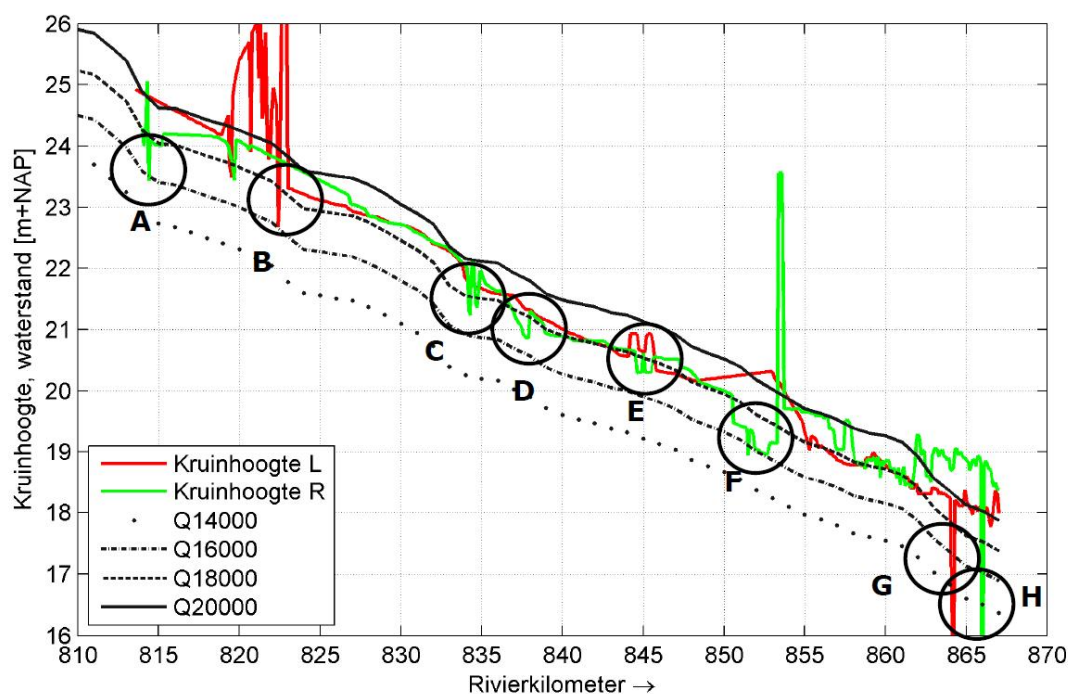 Kruinhoogte, waterstand [m+NAP]
26
25
24
23
22
21
20
19
18
17
16
A
B
C
D
E
F
G
H
Kruinhoogte L
Kruinhoogte R
Q14000
Q16000
Q18000
Q20000
810 815 820 825 830 835 840 845 850 855 860 865 870
Rivierkilometer →